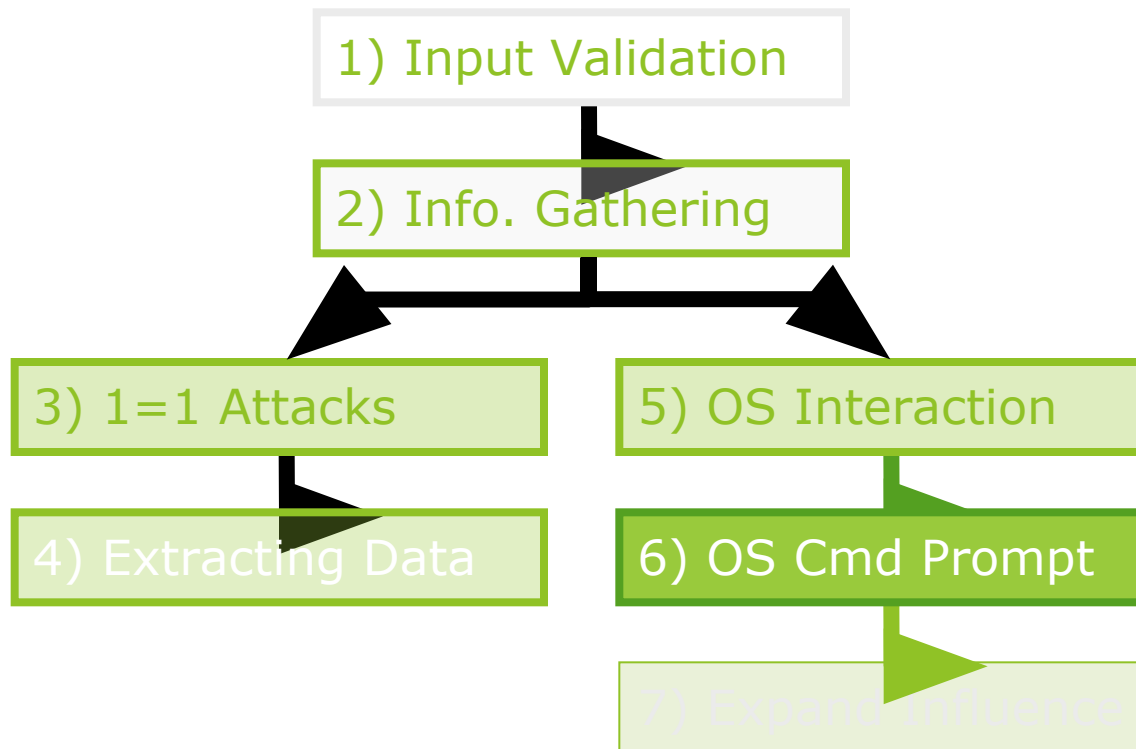 1) Input Validation
2) Info. Gathering
3) 1=1 Attacks
5) OS Interaction
4) Extracting Data
6) OS Cmd Prompt
7) Expand Influence